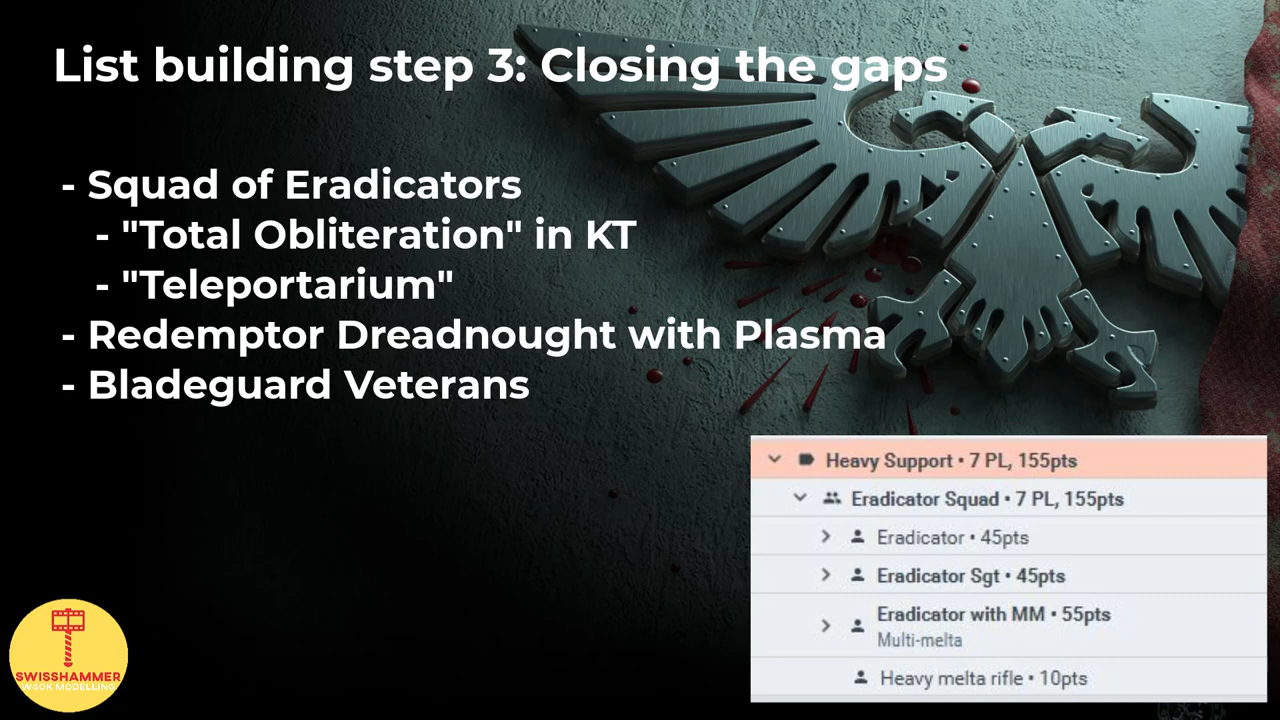 List building step 3: Closing the gaps
- Squad of Eradicators
- "Total Obliteration" in KT
- "Teleportarium"
- Redemptor Dreadnought with Plasma
- Bladeguard Veterans
Heavy Support • 7 PL, 155pts
Eradicator Squad • 7 PL, 155pts
Eradicator • 45pts
Eradicator Sgt • 45pts
Eradicator with MM • 55pts
Multi-melta
Heavy melta rifle • 10pts
SWISSHAMMER
W40K MODELLING